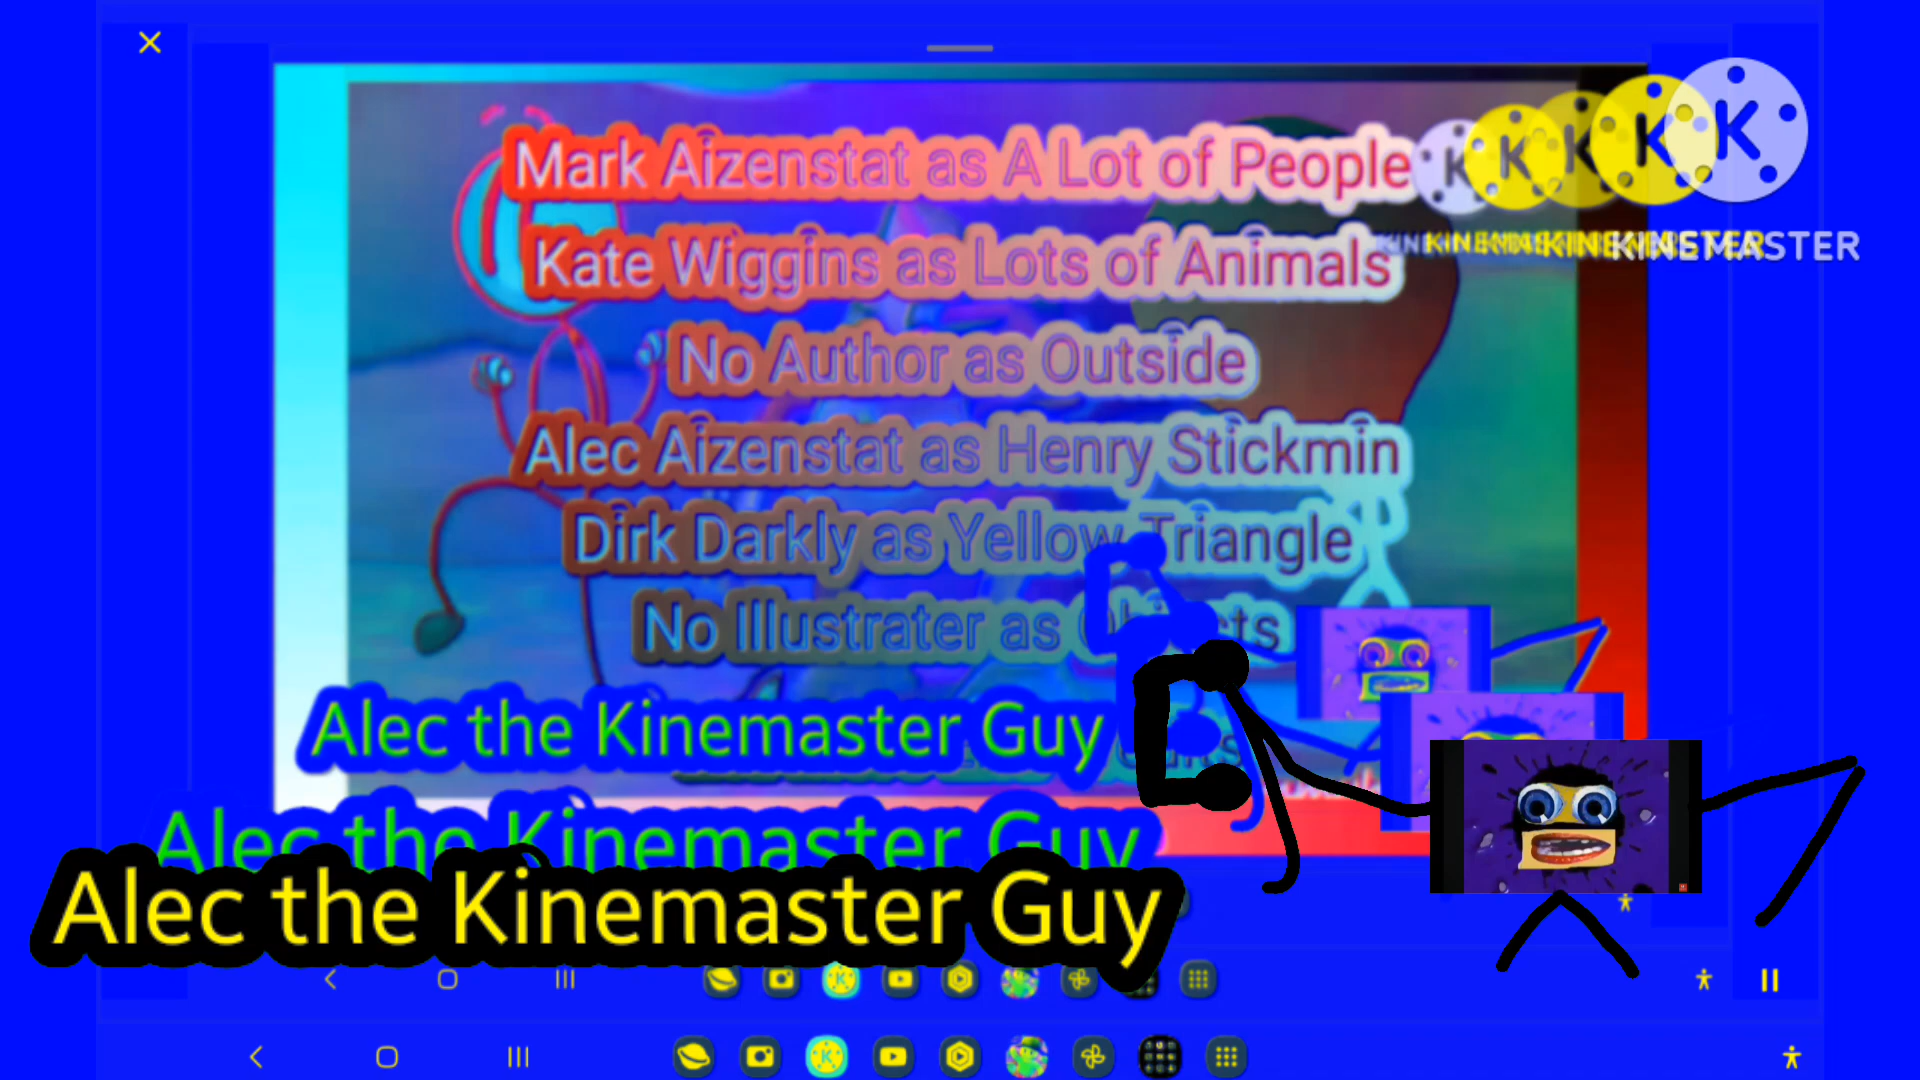 Mark Aizenstat as A Lot of People
Kate Wiggins as Lots of Animals
No Author as Outside
Alec Aizenstat as Henry Stickmin
Dirk Darkly as Yellow Triangle
No Illustrater as Objects
K K K K K
KINEMASTER
Alec the Kinemaster Guy
Alec the Kinemaster Guy
Alec the Kinemaster Guy